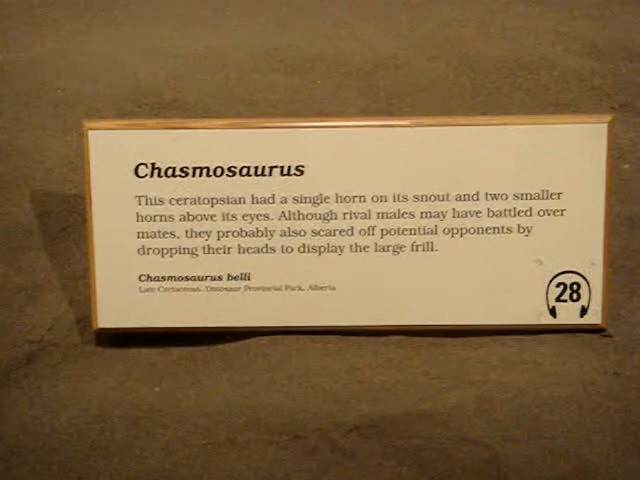 Chasmosaurus
This ceratopsian had a single horn on its snout and two smaller
horns above its eyes. Although rival males may have battled over
mates, they probably also scared off potential opponents by
dropping their heads to display the large frill.
Chasmosaurus belli
Late Cretaceous, Dinosaur Provincial Park, Alberta
28